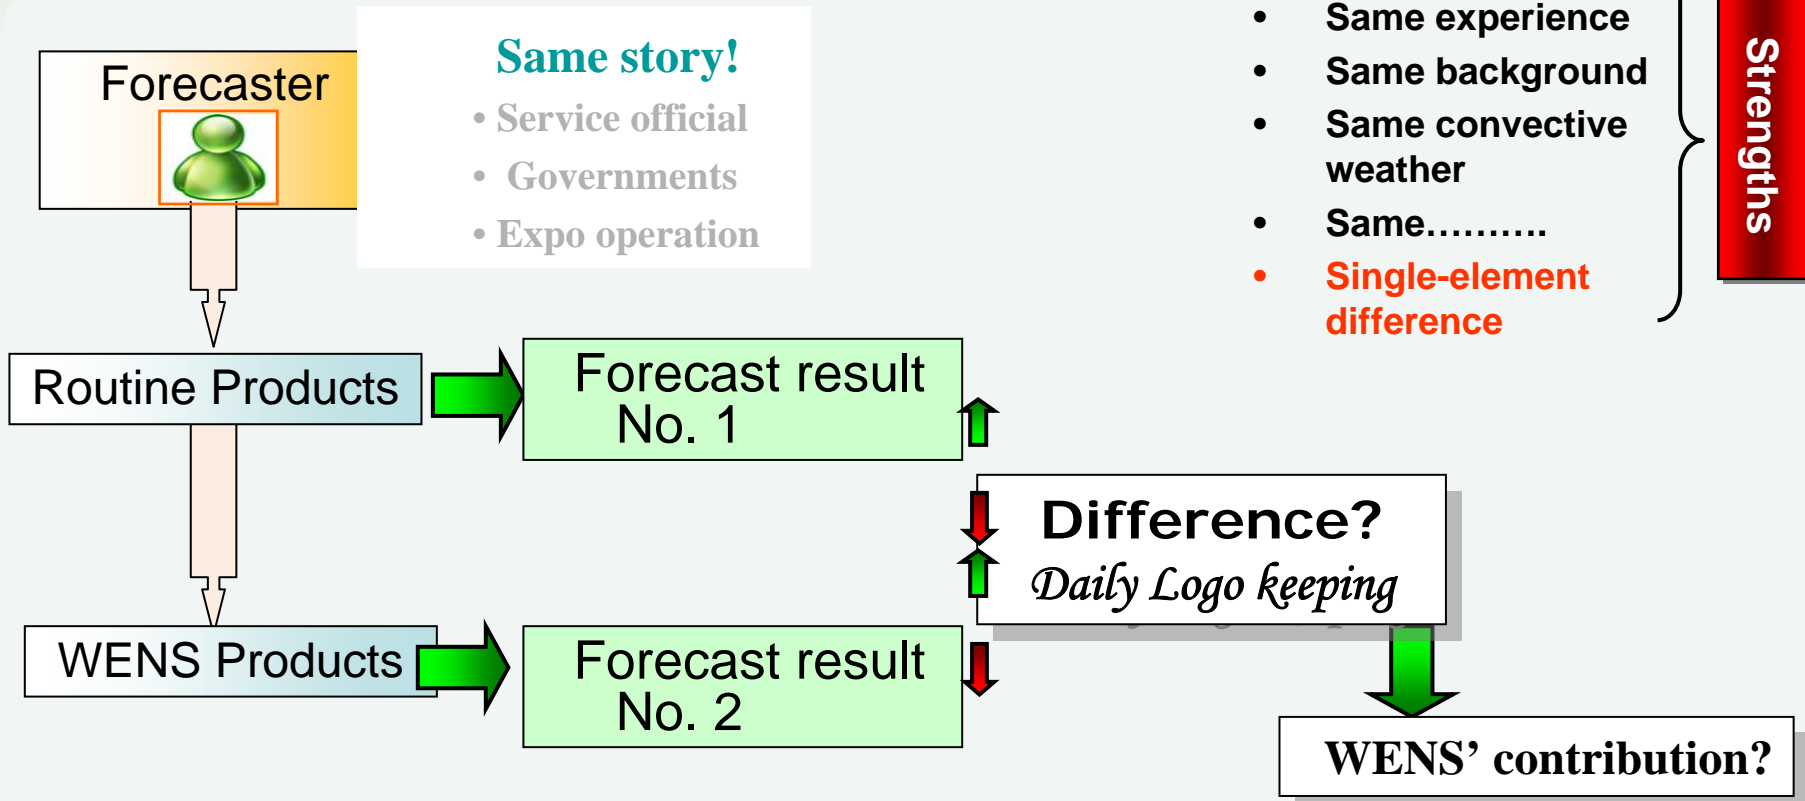 Forecaster
Same story!
• Service official
• Governments
• Expo operation
• Same experience
• Same background
• Same convective
weather
• Same……….
• Single-element
difference
Strengths
Routine Products
Forecast result
No. 1
Difference?
Daily Logo keeping
WENS Products
Forecast result
No. 2
WENS’ contribution?